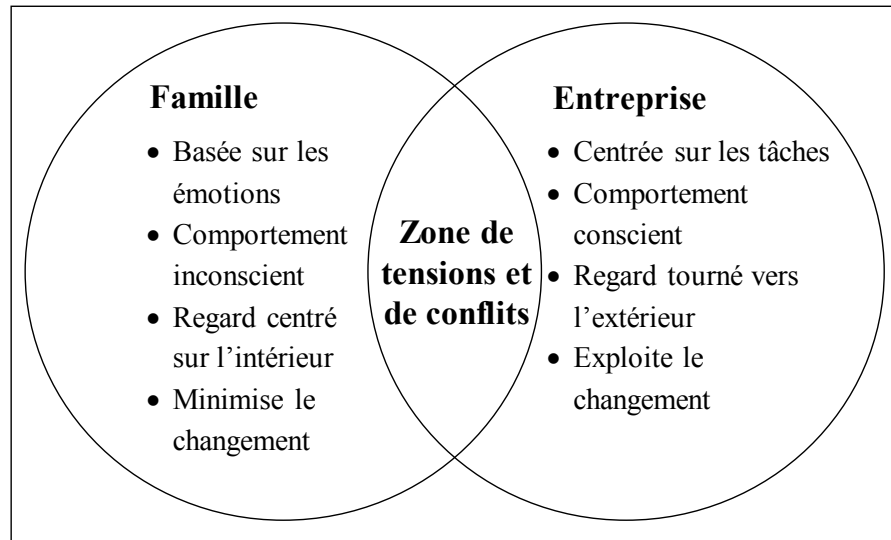 Famille
• Basée sur les
émotions
• Comportement
inconscient
• Regard centré
sur l’intérieur
• Minimise le
changement
Zone de
tensions et
de conflits
Entreprise
• Centrée sur les tâches
• Comportement
conscient
• Regard tourné vers
l’extérieur
• Exploite le
changement